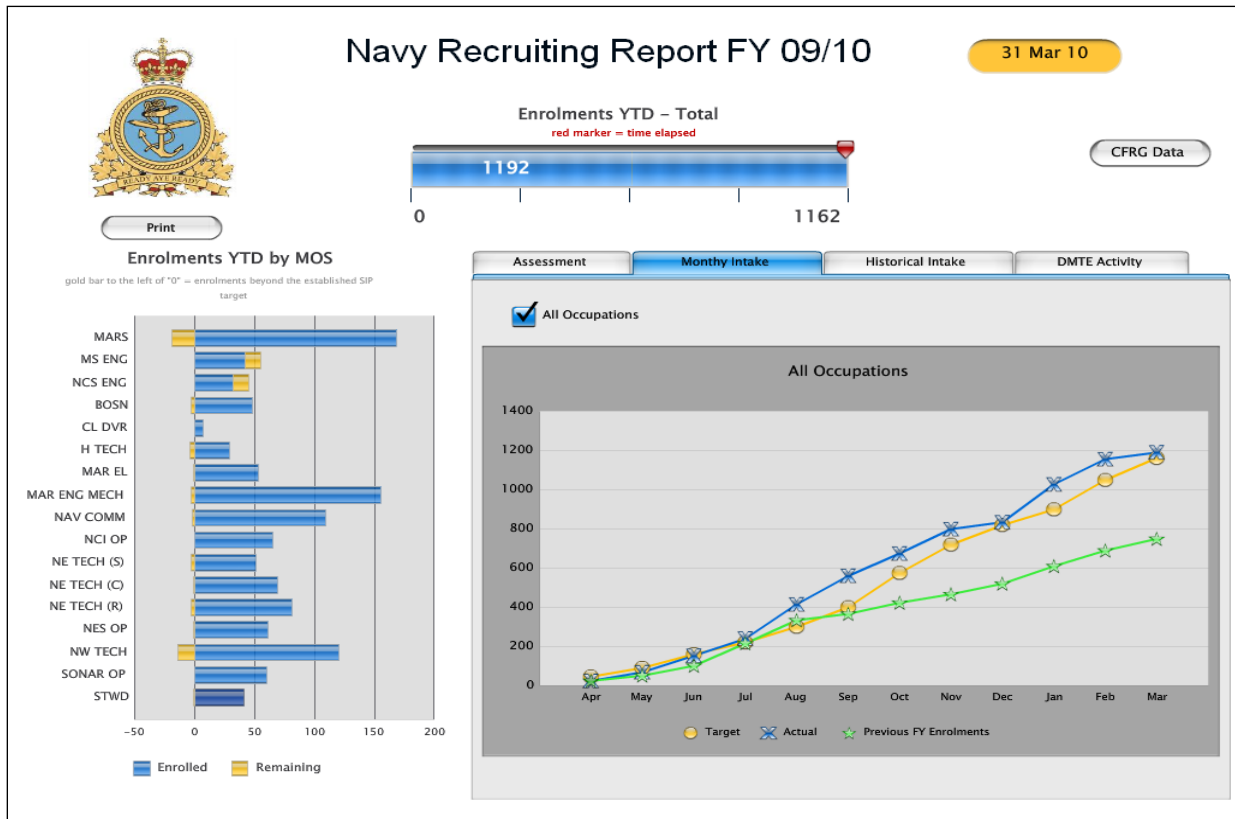 Navy Recruiting Report FY 09/10
31 Mar 10
READY AYE READY
Print
Enrolments YTD – Total
red marker = time elapsed
1192
0
1162
CFRG Data
Enrolments YTD by MOS
gold bar to the left of "0" = enrolments beyond the established SIP
target
MARS
MS ENG
NCS ENG
BOSN
CL DVR
H TECH
MAR EL
MAR ENG MECH
NAV COMM
NCI OP
NE TECH (S)
NE TECH (C)
NE TECH (R)
NES OP
NW TECH
SONAR OP
STWD
-50 0 50 100 150 200
Enrolled Remaining
Assessment Monthy Intake Historical Intake DMTE Activity
All Occupations
All Occupations
1400
1200
1000
800
600
400
200
0
Apr May Jun Jul Aug Sep Oct Nov Dec Jan Feb Mar
Target Actual Previous FY Enrolments